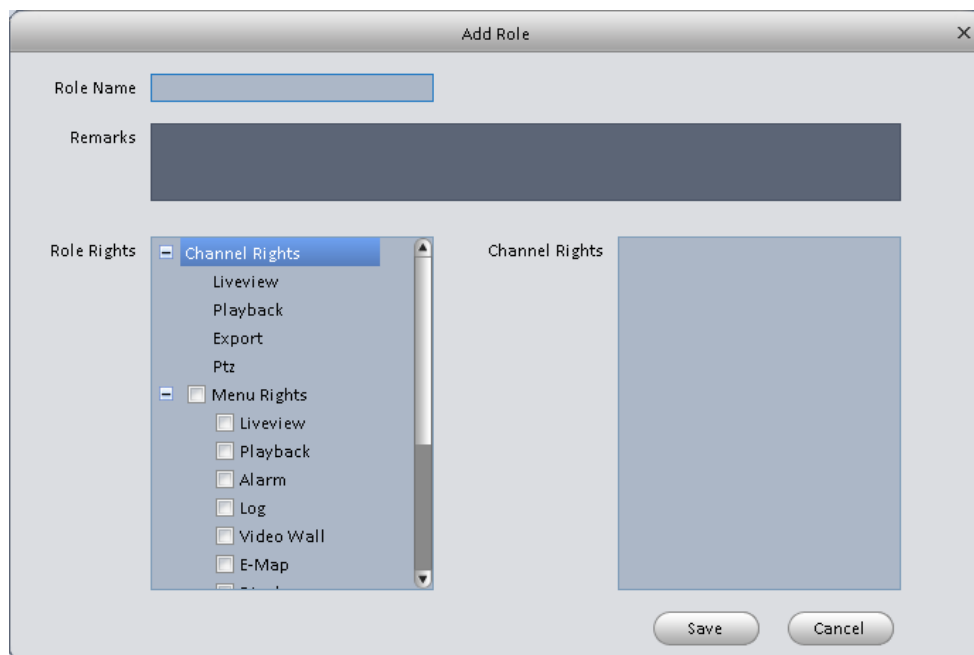 Add Role
Role Name
Remarks
Role Rights
Channel Rights
Liveview
Playback
Export
Ptz
Menu Rights
Liveview
Playback
Alarm
Log
Video Wall
E-Map
Channel Rights
Save
Cancel